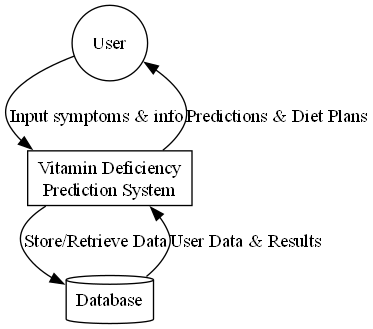 User
Input symptoms & info
Predictions & Diet Plans
Vitamin Deficiency
Prediction System
Store/Retrieve Data
User Data & Results
Database